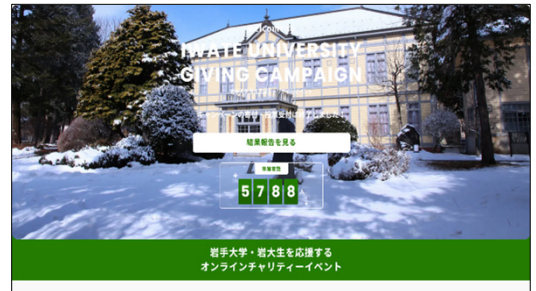 Welcome
IWATE UNIVERSITY
GIVING CAMPAIGN
結果報告を見る
5788
岩手大学・岩大生を応援する
オンラインチャリティーイベント